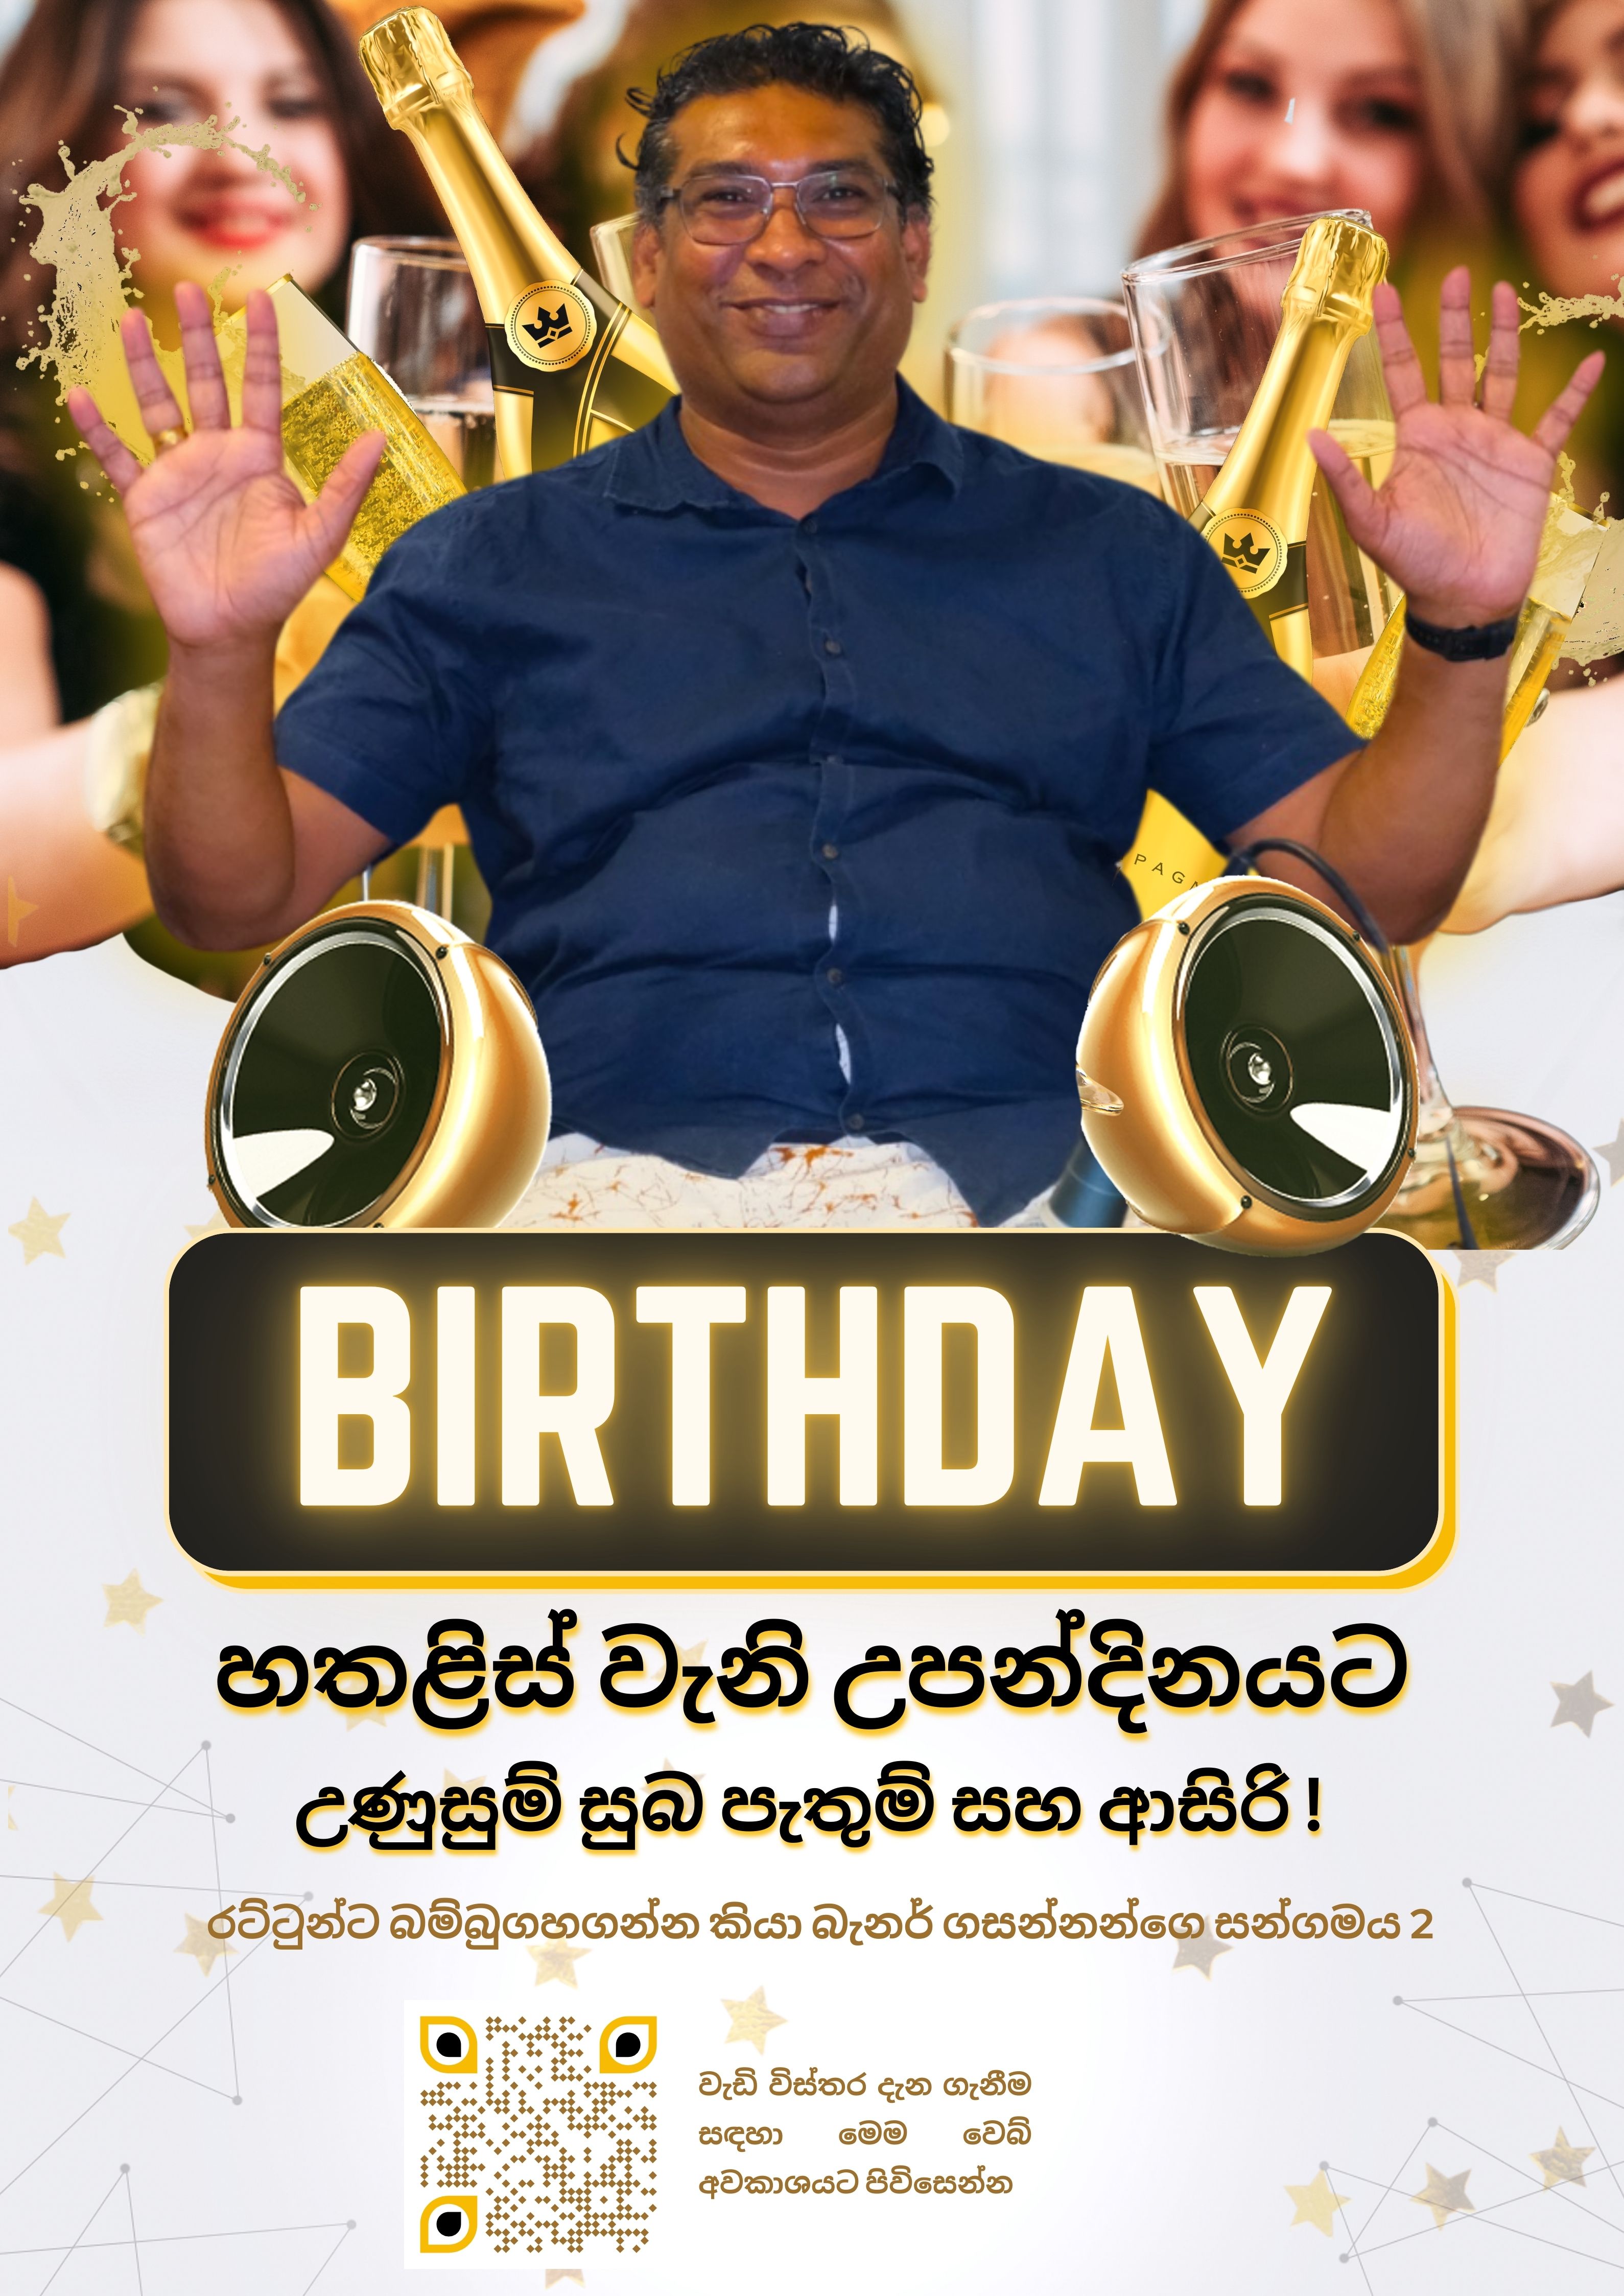 PAGN
BIRTHDAY
හතළිස් වැනි උපන්දිනයට
උණුසුම් සුබ පැතුම් සහ ආසිරි !
රට්ටුන්ට බම්බුගහගන්න කියා බැනර් ගසන්නන්ගෙ සන්ගමය 2
වැඩි විස්තර දැන ගැනීම
සඳහා මෙම වෙබ්
අවකාශයට පිවිසෙන්න